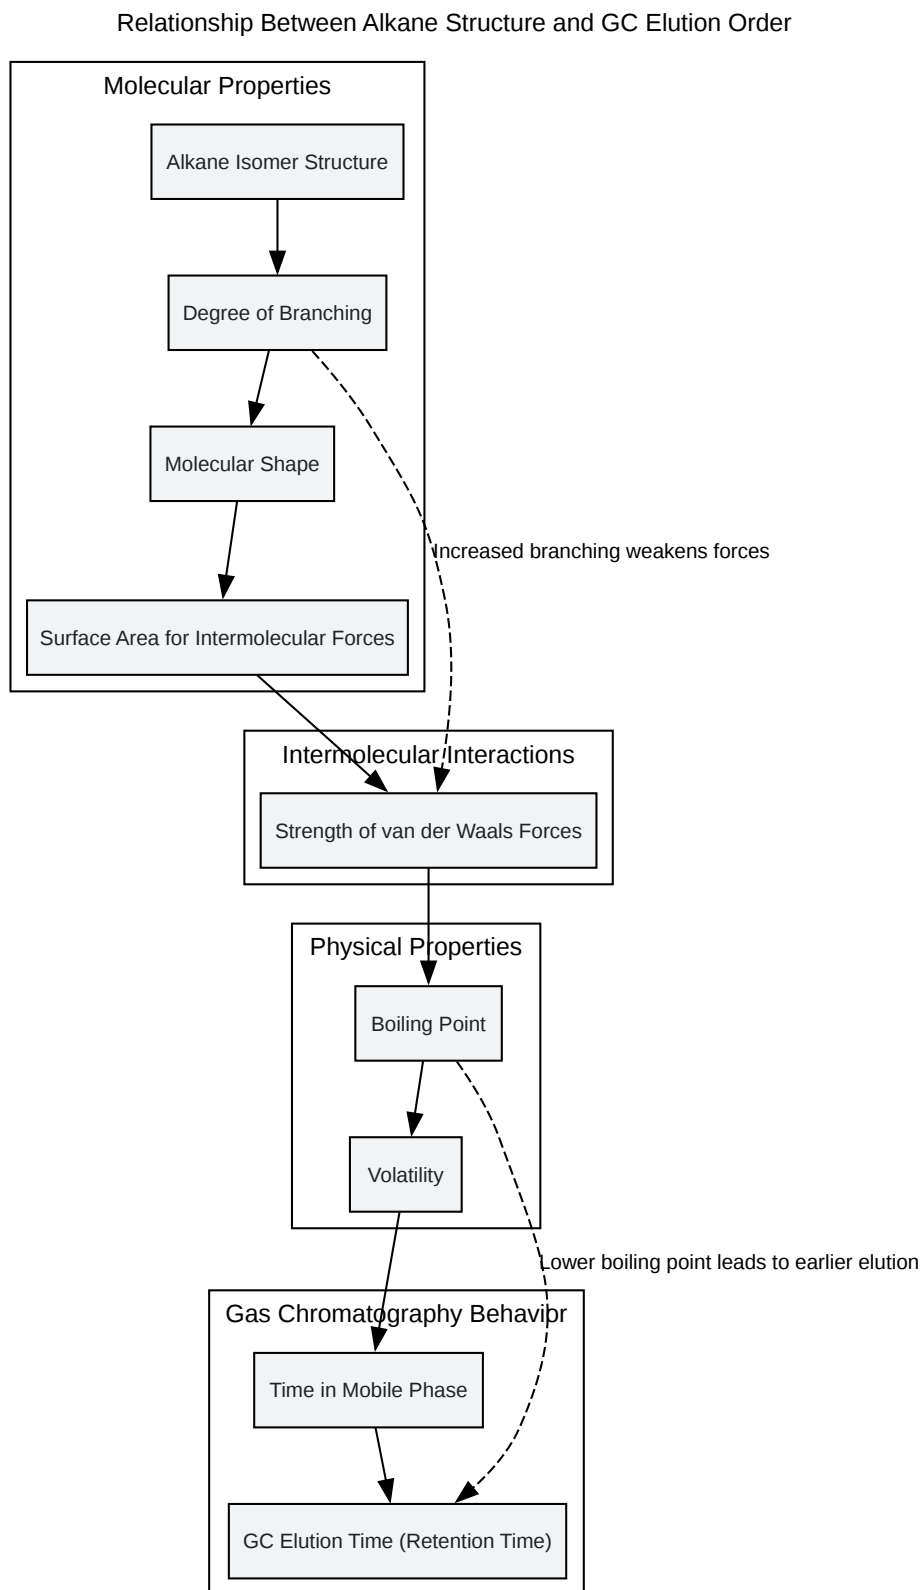 Relationship Between Alkane Structure and GC Elution Order
Molecular Properties
Alkane Isomer Structure
Degree of Branching
Molecular Shape
Increased branching weakens forces
Surface Area for Intermolecular Forces
Intermolecular Interactions
Strength of van der Waals Forces
Physical Properties
Boiling Point
Volatility
Lower boiling point leads to earlier elution
Gas Chromatography Behavior
Time in Mobile Phase
GC Elution Time (Retention Time)